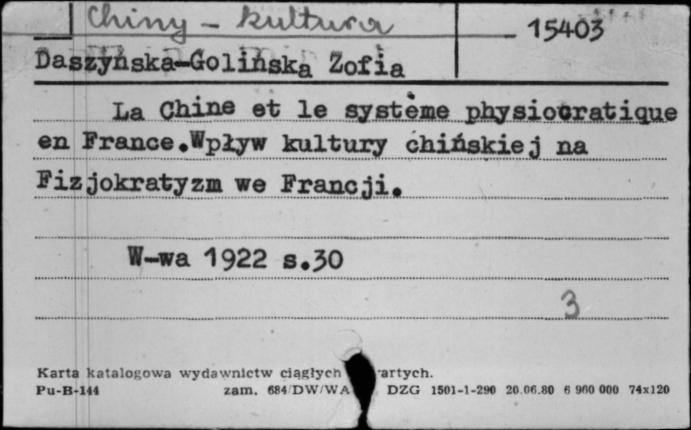 Chiny - kultura 15403
Daszyńska-Golińska Zofia
La Chine et le système physiocratique
en France.Wpływ kultury chińskiej na
Fizjokratyzm we Francji.
W-wa 1922 s.30
3
Karta katalogowa wydawnictw ciągłych artych.
Pu-B-144 zam. 684/DW/WA DZG 1501-1-290 20.06.80 6 960 000 74x120